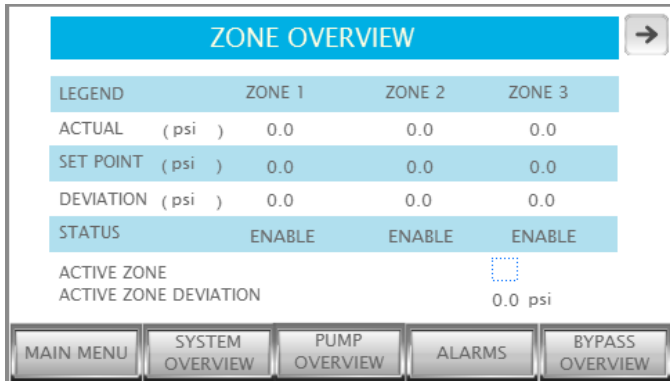 ZONE OVERVIEW
LEGEND ZONE 1 ZONE 2 ZONE 3
ACTUAL ( psi ) 0.0 0.0 0.0
SET POINT ( psi ) 0.0 0.0 0.0
DEVIATION ( psi ) 0.0 0.0 0.0
STATUS ENABLE ENABLE ENABLE
ACTIVE ZONE
ACTIVE ZONE DEVIATION 0.0 psi
MAIN MENU
SYSTEM
OVERVIEW
PUMP
OVERVIEW
ALARMS
BYPASS
OVERVIEW